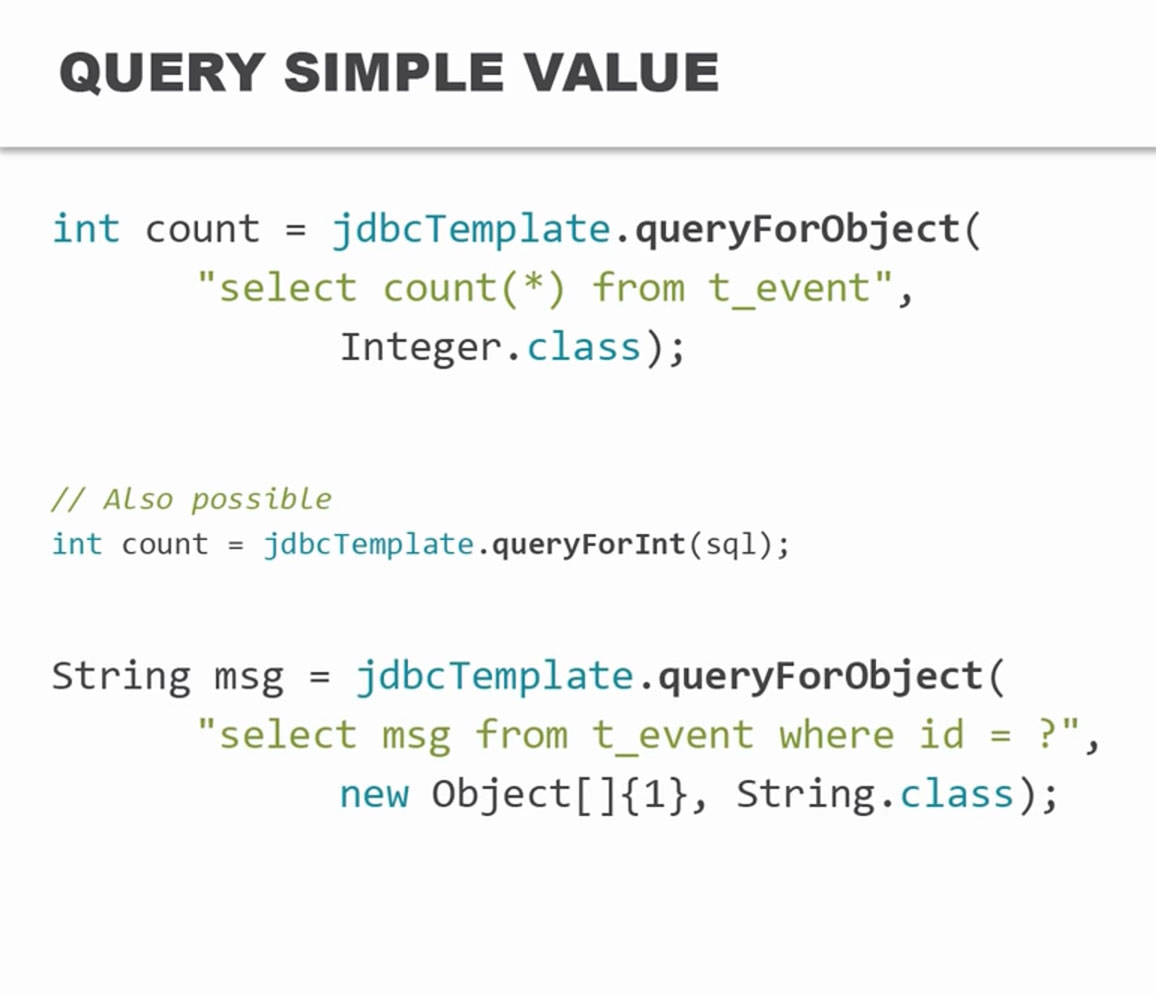 QUERY SIMPLE VALUE
int count = jdbcTemplate.queryForObject(
"select count(*) from t_event",
Integer.class);
// Also possible
int count = jdbcTemplate.queryForInt(sql);
String msg = jdbcTemplate.queryForObject(
"select msg from t_event where id = ?",
new Object[]{1}, String.class);